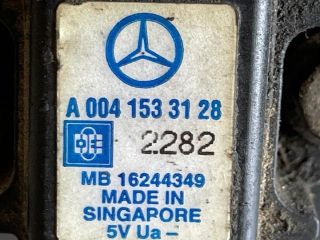 A 004 153 31 28
2282
MB 16244349
MADE IN
SINGAPORE
5V Ua –